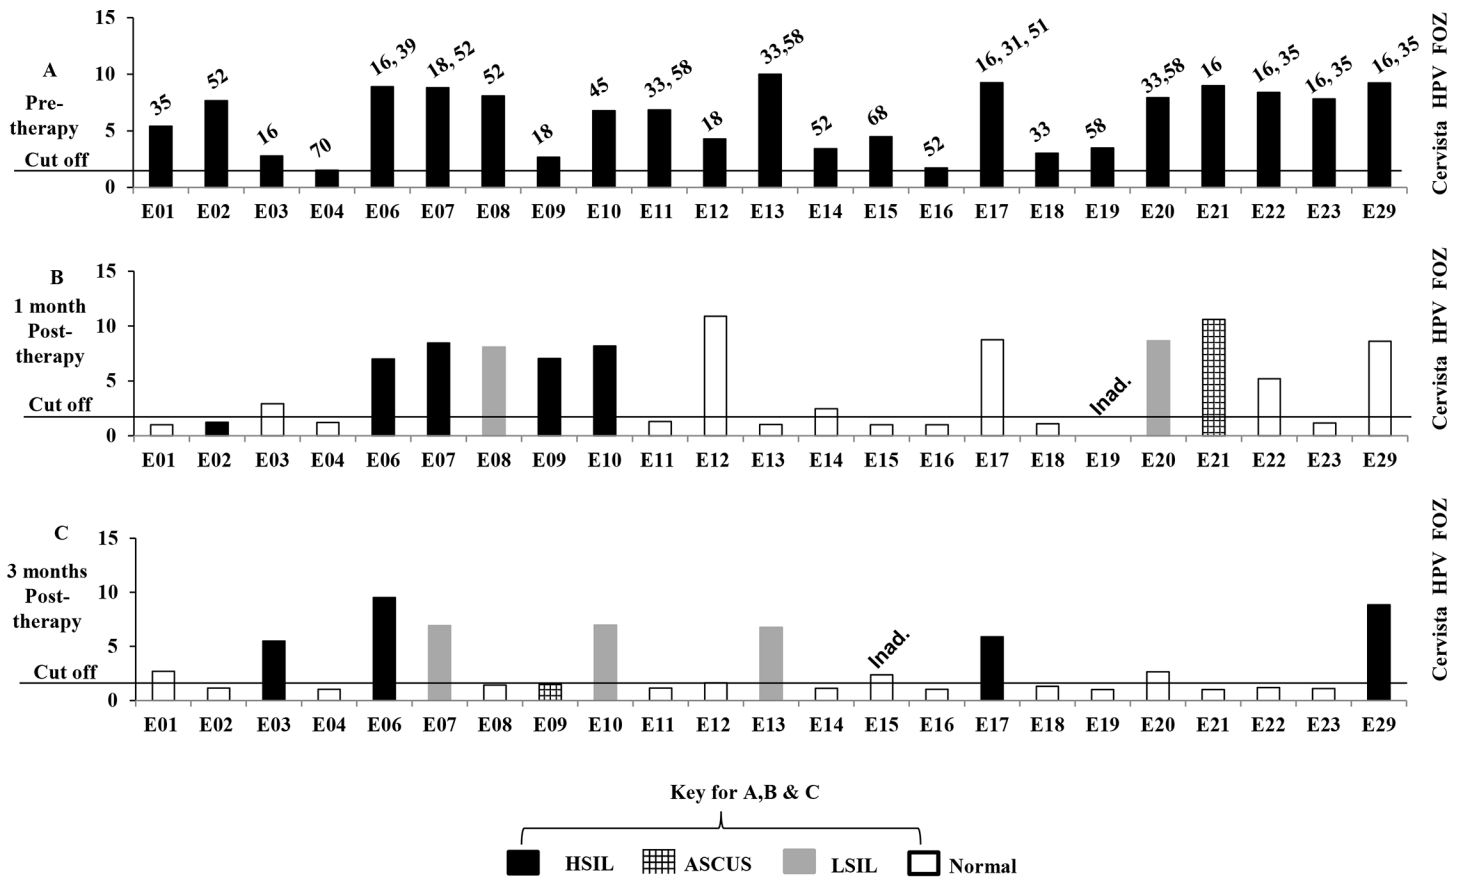 A
Pre-
therapy
Cut off
15
10
5
0
35
52
16
70
16, 39
18, 52
52
18
45
33, 58
18
33,58
52
68
52
16, 31, 51
33
58
33,58
16
16, 35
16, 35
16, 35
E01 E02 E03 E04 E06 E07 E08 E09 E10 E11 E12 E13 E14 E15 E16 E17 E18 E19 E20 E21 E22 E23 E29
Cervista HPV FOZ
B
1 month
Post-
therapy
Cut off
15
10
5
0
Inad.
E01 E02 E03 E04 E06 E07 E08 E09 E10 E11 E12 E13 E14 E15 E16 E17 E18 E19 E20 E21 E22 E23 E29
Cervista HPV FOZ
C
3 months
Post-
therapy
Cut off
15
10
5
0
Inad.
E01 E02 E03 E04 E06 E07 E08 E09 E10 E11 E12 E13 E14 E15 E16 E17 E18 E19 E20 E21 E22 E23 E29
Cervista HPV FOZ
Key for A,B & C
HSIL ASCUS LSIL Normal